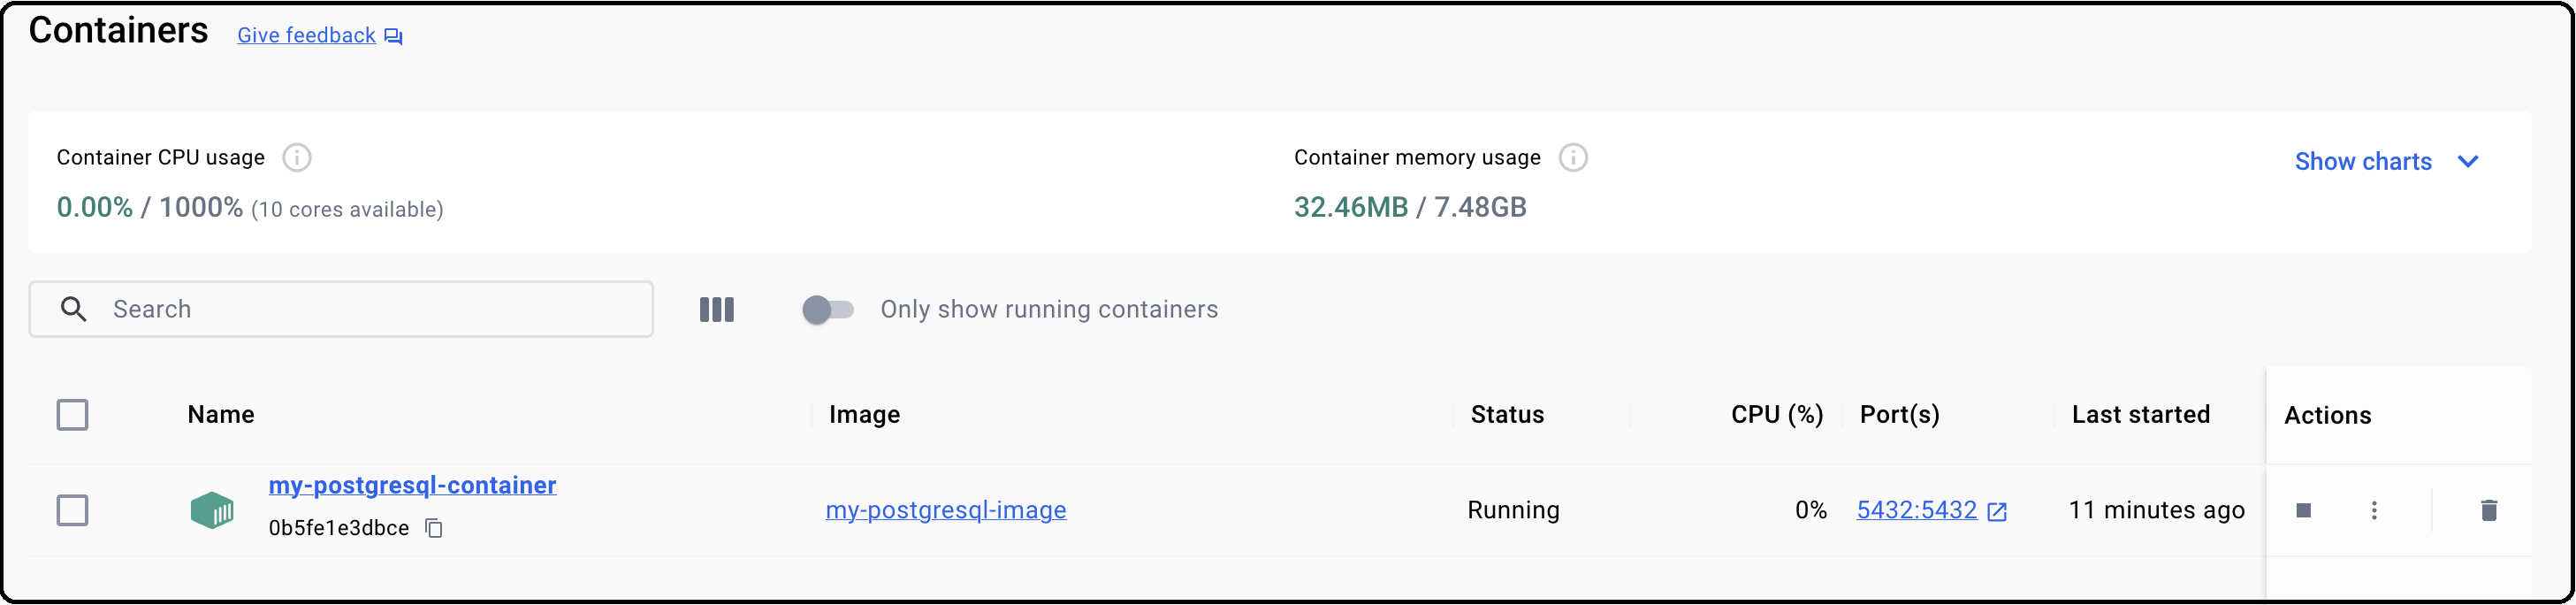 Containers Give feedback
Container CPU usage
0.00% / 1000% (10 cores available)
Container memory usage
32.46MB / 7.48GB
Show charts
Search
Only show running containers
Name Image Status CPU (%) Port(s) Last started Actions
my-postgresql-container
0b5fe1e3dbce
my-postgresql-image Running 0% 5432:5432 11 minutes ago